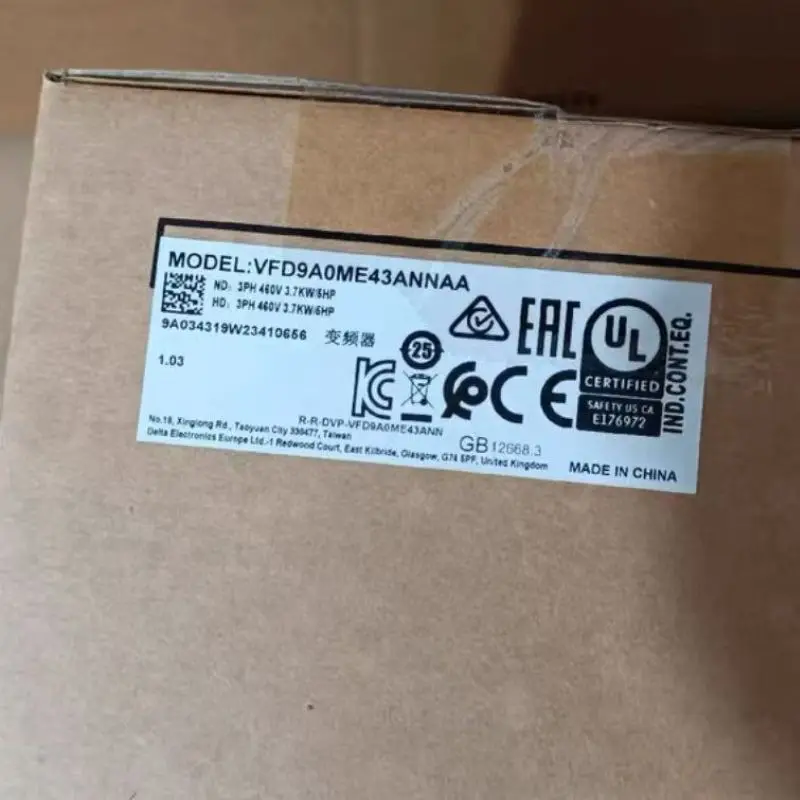 MODEL:VFD9A0ME43ANNAA
ND: 3PH 460V 3.7KW/5HP
HD: 3PH 460V 3.7KW/5HP
9A034319W23410656 变频器
1.03
25
EAC
UL
CERTIFIED
SAFETY US CA
E176972
IND.CONT.EQ.
R-R-DVP-VFD9A0ME43ANN
GB12668.3
No.18, Xinglong Rd., Taoyuan City 330477, Taiwan
Delta Electronics Europe Ltd.-1 Redwood Court, East Kilbride, Glasgow, G74 5PF, United Kingdom
MADE IN CHINA